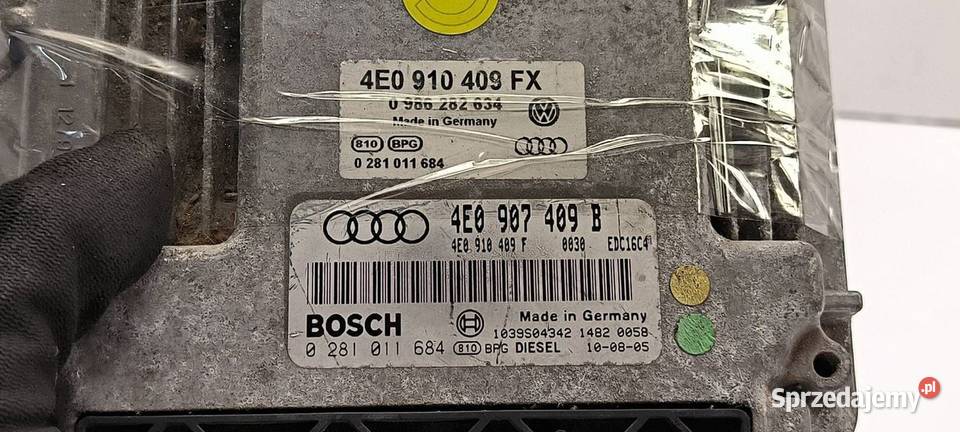 4E0 910 409 FX
0 986 282 634
Made in Germany
810 BPG
0 281 011 684
4E0 907 409 B
4E0 910 409 F 0030 EDC16C4
BOSCH
Made in Germany
1039S04342 1482 0058
0 281 011 684 810 BPG DIESEL 10-08-05
Sprzedajemy.pl